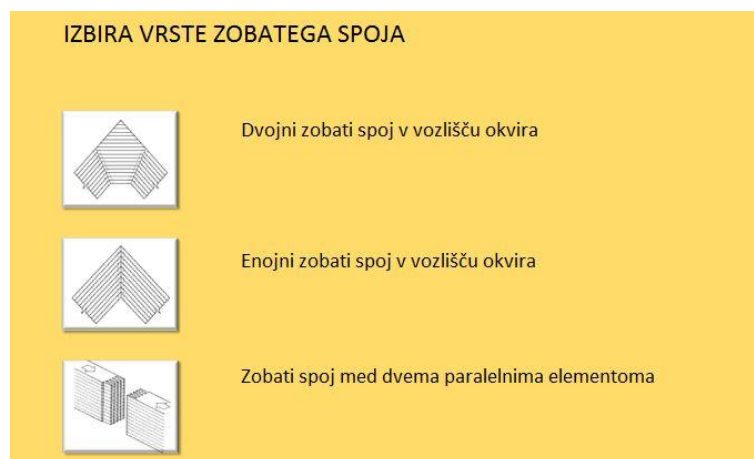 IZBIRA VRSTE ZOBATEGA SPOJA
Dvojni zobati spoj v vozlišču okvira
Enojni zobati spoj v vozlišču okvira
Zobati spoj med dvema paralelnima elementoma